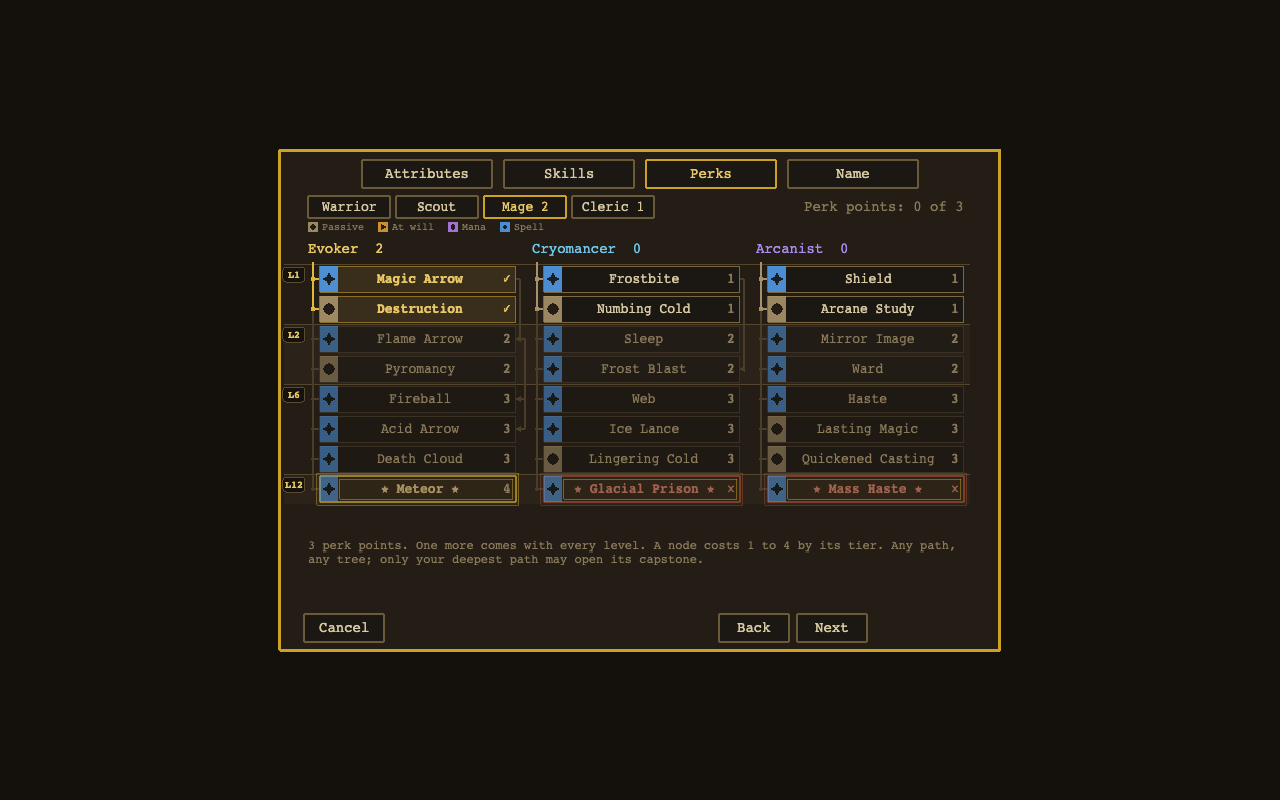 Attributes Skills Perks Name
Warrior Scout Mage 2 Cleric 1 Perk points: 0 of 3
Passive At will Mana Spell
Evoker 2 Cryomancer 0 Arcanist 0
L1 Magic Arrow ✓ Frostbite 1 Shield 1
Destruction ✓ Numbing Cold 1 Arcane Study 1
L2 Flame Arrow 2 Sleep 2 Mirror Image 2
Pyromancy 2 Frost Blast 2 Ward 2
L6 Fireball 3 Web 3 Haste 3
Acid Arrow 3 Ice Lance 3 Lasting Magic 3
Death Cloud 3 Lingering Cold 3 Quickened Casting 3
L12 ★ Meteor ★ 4 ★ Glacial Prison ★ x ★ Mass Haste ★ x
3 perk points. One more comes with every level. A node costs 1 to 4 by its tier. Any path,
any tree; only your deepest path may open its capstone.
Cancel Back Next